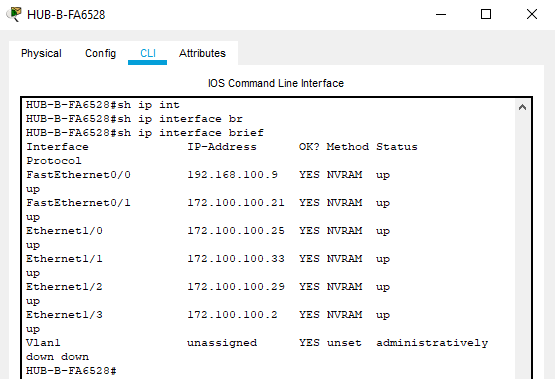 HUB-B-FA6528
Physical Config CLI Attributes
IOS Command Line Interface
HUB-B-FA6528#sh ip int
HUB-B-FA6528#sh ip interface br
HUB-B-FA6528#sh ip interface brief
Interface IP-Address OK? Method Status
Protocol
FastEthernet0/0 192.168.100.9 YES NVRAM up
up
FastEthernet0/1 172.100.100.21 YES NVRAM up
up
Ethernet1/0 172.100.100.25 YES NVRAM up
up
Ethernet1/1 172.100.100.33 YES NVRAM up
up
Ethernet1/2 172.100.100.29 YES NVRAM up
up
Ethernet1/3 172.100.100.2 YES NVRAM up
up
Vlan1 unassigned YES unset administratively
down down
HUB-B-FA6528#